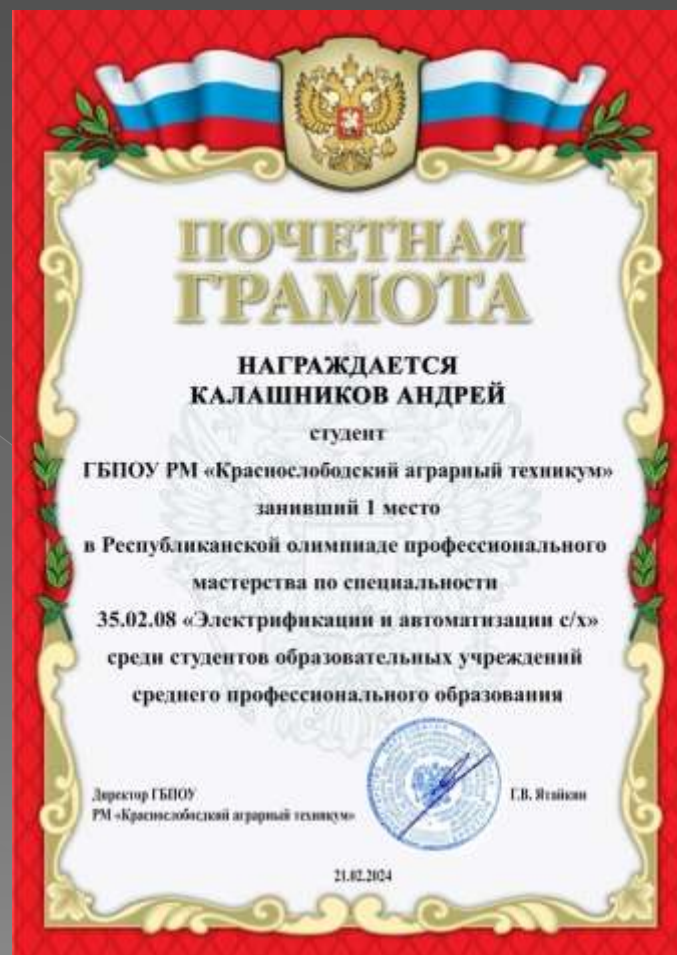 ПОЧЕТНАЯ
ГРАМОТА
НАГРАЖДАЕТСЯ
КАЛАШНИКОВ АНДРЕЙ
студент
ГБПОУ РМ «Краснослободский аграрный техникум»
занивший 1 место
в Республиканской олимпиаде профессионального
мастерства по специальности
35.02.08 «Электрификации и автоматизации с/х»
среди студентов образовательных учреждений
среднего профессионального образования
Директор ГБПОУ
РМ «Краснослободский аграрный техникум»
Г.В. Ятайкин
21.02.2024